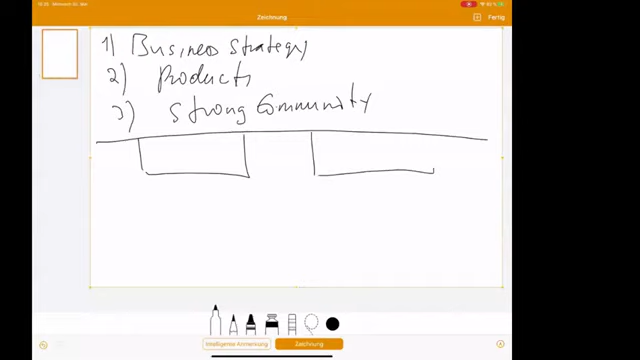 Zeichnung
Fertig
1) Business Strategy
2) Products
3) Strong Community
Intelligente Anmerkung
Zeichnung